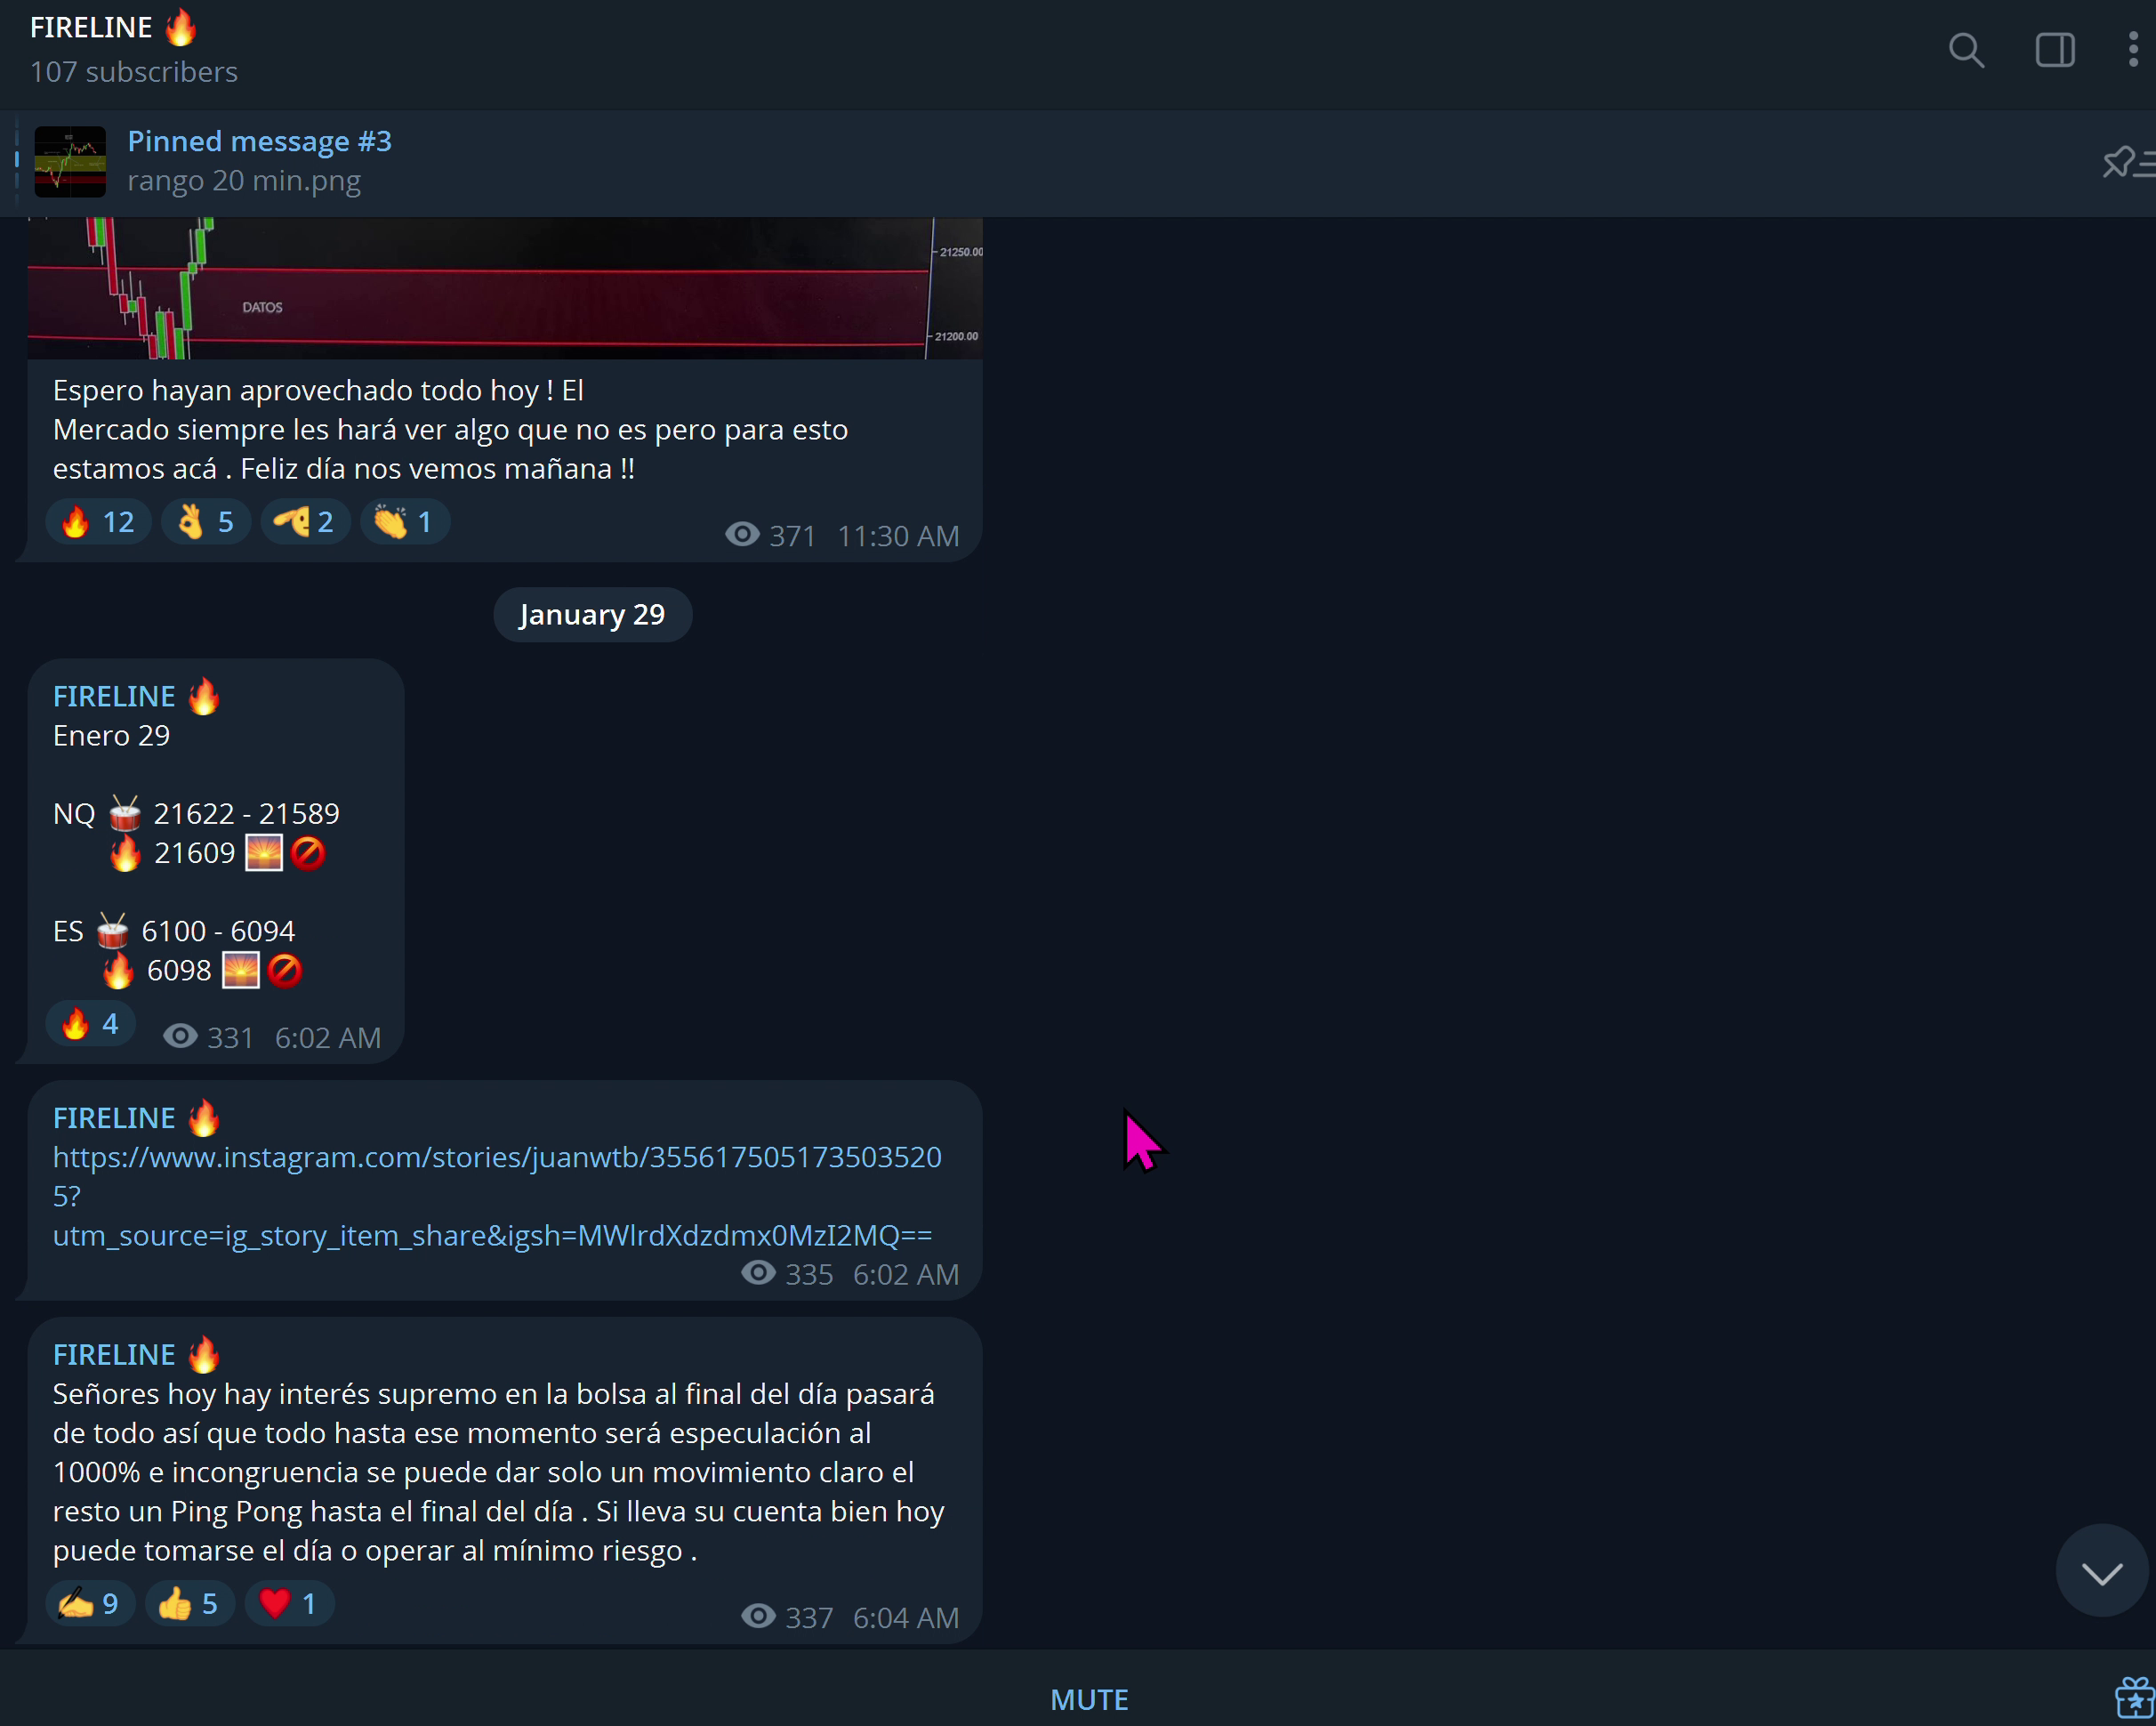 FIRELINE 🔥
107 subscribers
Pinned message #3
rango 20 min.png
21250.00
DATOS
21200.00
Espero hayan aprovechado todo hoy ! El
Mercado siempre les hará ver algo que no es pero para esto
estamos acá . Feliz día nos vemos mañana !!
🔥 12 👌 5 🫡 2 👏 1
371 11:30 AM
January 29
FIRELINE 🔥
Enero 29
NQ 🥁 21622 - 21589
🔥 21609 🌅🚫
ES 🥁 6100 - 6094
🔥 6098 🌅🚫
🔥 4 331 6:02 AM
FIRELINE 🔥
https://www.instagram.com/stories/juanwtb/355617505173503520
5?
utm_source=ig_story_item_share&igsh=MWlrdXdzdmx0MzI2MQ==
335 6:02 AM
FIRELINE 🔥
Señores hoy hay interés supremo en la bolsa al final del día pasará
de todo así que todo hasta ese momento será especulación al
1000% e incongruencia se puede dar solo un movimiento claro el
resto un Ping Pong hasta el final del día . Si lleva su cuenta bien hoy
puede tomarse el día o operar al mínimo riesgo .
✍️ 9 👍 5 ❤️ 1
337 6:04 AM
MUTE